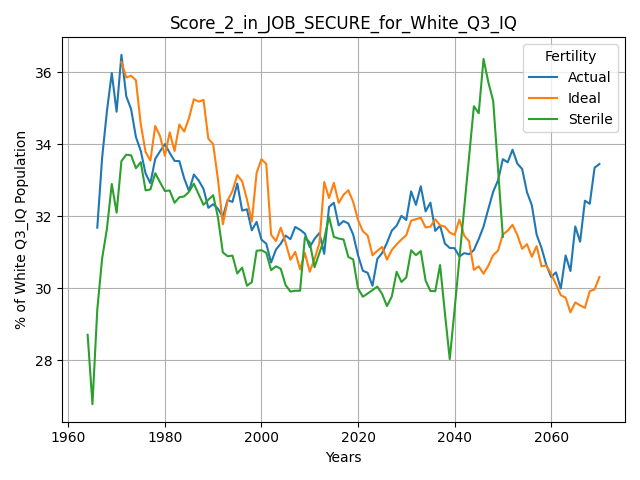 Score_2_in_JOB_SECURE_for_White_Q3_IQ
% of White Q3_IQ Population
36
34
32
30
28
Fertility
Actual
Ideal
Sterile
1960 1980 2000 2020 2040 2060
Years